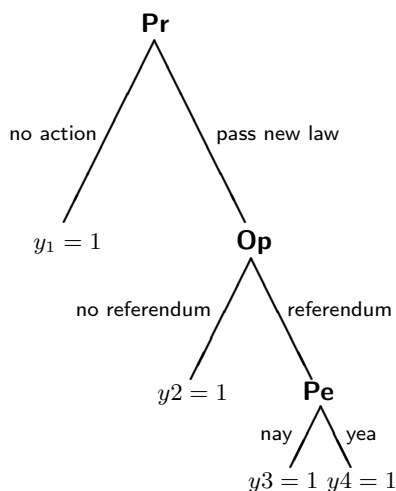 Pr
no action
pass new law
y₁ = 1
Op
no referendum
referendum
y2 = 1
Pe
nay
yea
y3 = 1
y4 = 1